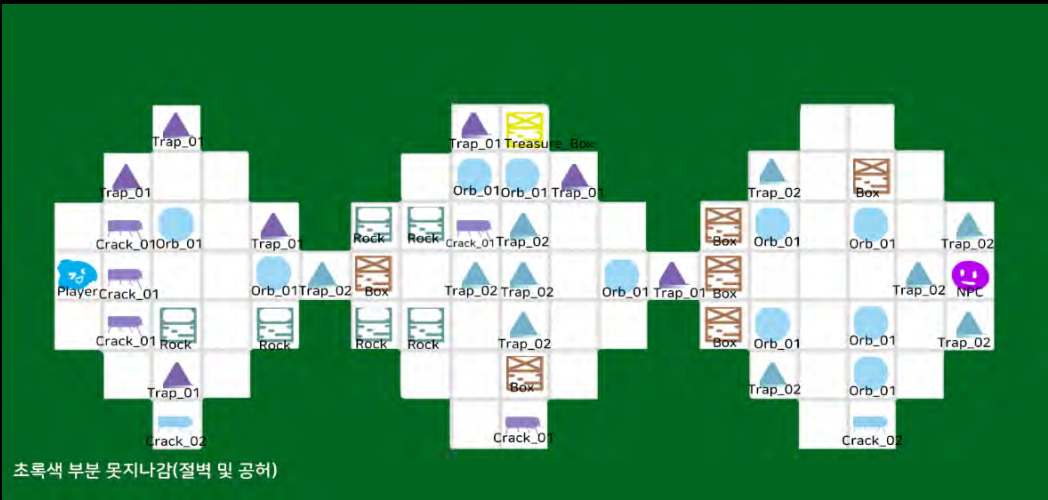 Trap_01
Trap_01 Treasure_Box
Trap_01
Orb_01 Orb_01 Trap_01
Trap_02
Box
Crack_01 Orb_01
Trap_01
Rock
Rock
Crack_01 Trap_02
Box
Orb_01
Orb_01
Trap_02
Player Crack_01
Orb_01 Trap_02
Box
Trap_02 Trap_02
Orb_01 Trap_01 Box
Trap_02
NPC
Crack_01 Rock
Rock
Rock
Rock
Trap_02
Box
Orb_01
Orb_01
Trap_02
Trap_01
Box
Trap_02
Orb_01
Crack_02
Crack_01
Crack_02
초록색 부분 못지나감(절벽 및 공허)